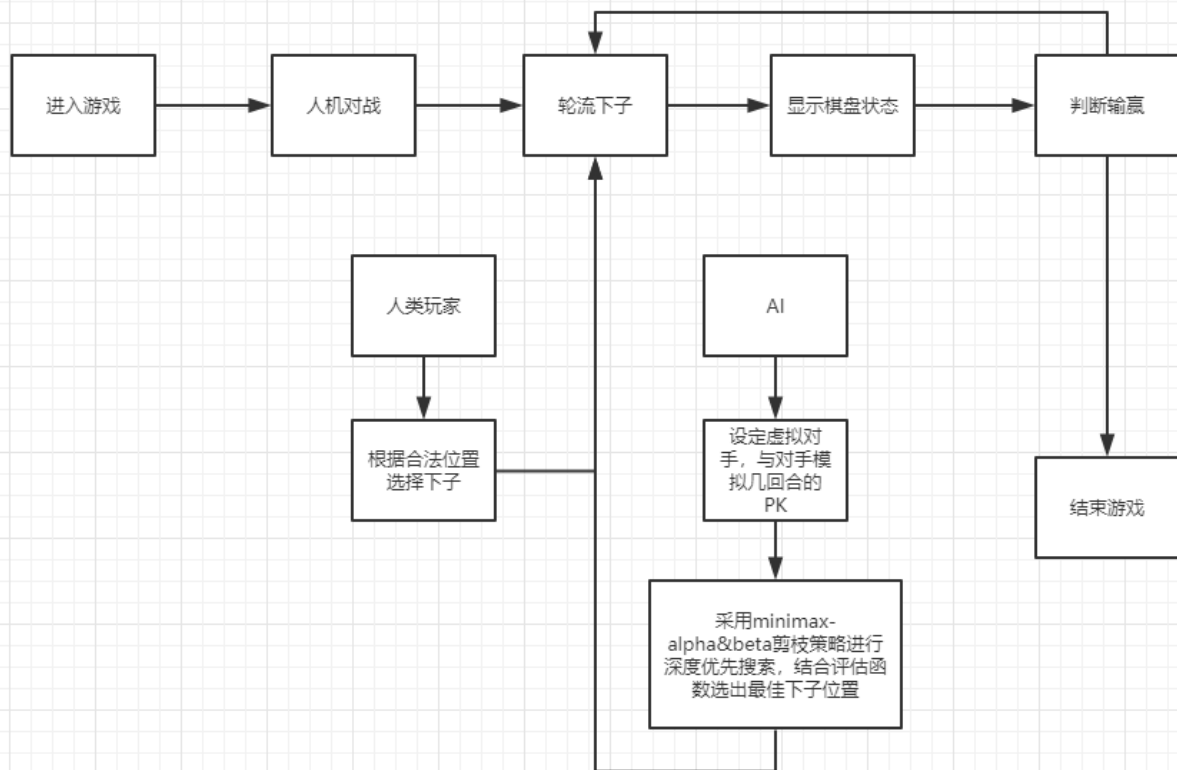 进入游戏
人机对战
轮流下子
显示棋盘状态
判断输赢
人类玩家
AI
根据合法位置
选择下子
设定虚拟对
手，与对手模
拟几回合的
PK
结束游戏
采用minimax-
alpha&beta剪枝策略进行
深度优先搜索，结合评估函
数选出最佳下子位置